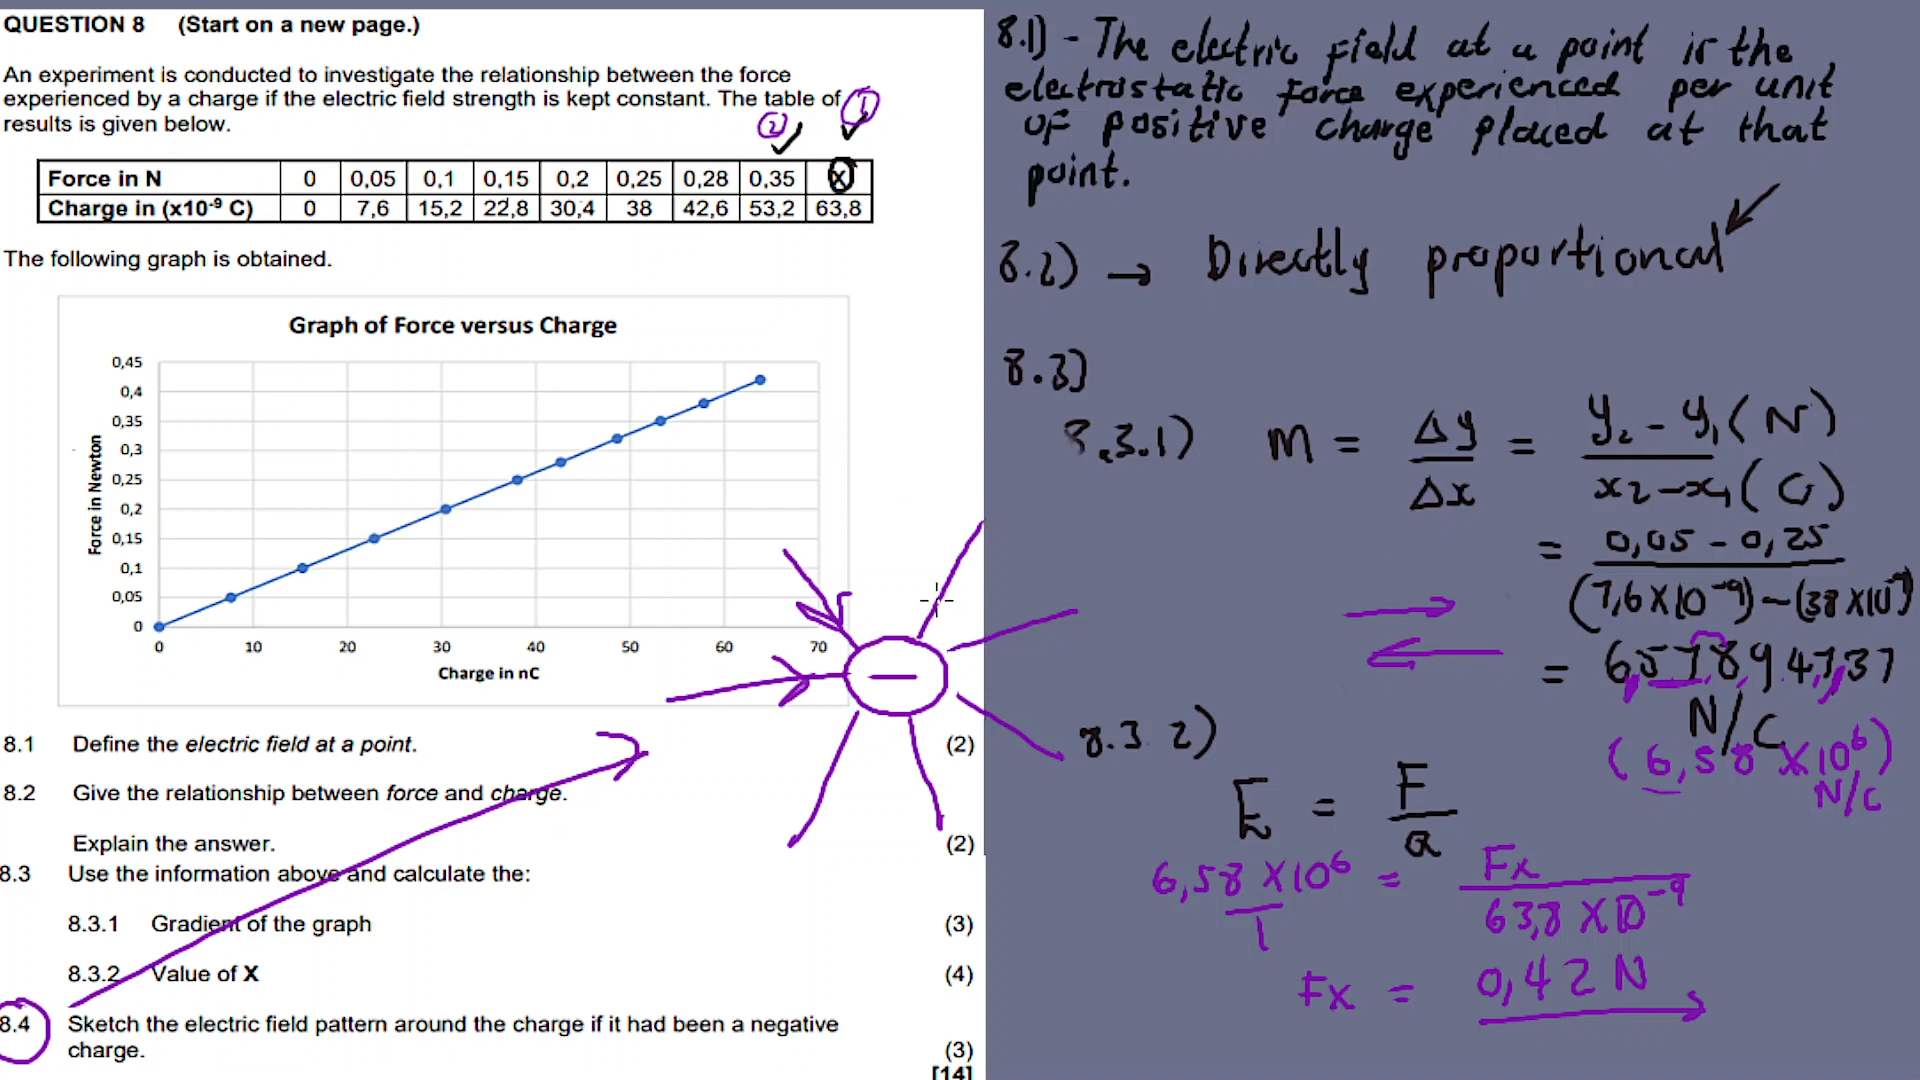 QUESTION 8 (Start on a new page.)
An experiment is conducted to investigate the relationship between the force
experienced by a charge if the electric field strength is kept constant. The table of
results is given below.
② ①
Force in N 0 0,05 0,1 0,15 0,2 0,25 0,28 0,35 X
Charge in (x10⁻⁹ C) 0 7,6 15,2 22,8 30,4 38 42,6 53,2 63,8
The following graph is obtained.
Graph of Force versus Charge
Force in Newton
0,45
0,4
0,35
0,3
0,25
0,2
0,15
0,1
0,05
0
0 10 20 30 40 50 60 70
Charge in nC
8.1 Define the electric field at a point. (2)
8.2 Give the relationship between force and charge.
Explain the answer. (2)
8.3 Use the information above and calculate the:
8.3.1 Gradient of the graph (3)
8.3.2 Value of X (4)
8.4 Sketch the electric field pattern around the charge if it had been a negative
charge. (3)
[14]
−
8.1) - The electric field at a point is the
electrostatic force experienced per unit
of positive charge placed at that
point.
8.2) → Directly proportional
8.3)
8.3.1) m = Δy/Δx = y₂ - y₁ (N)
x₂ - x₁ (C)
= 0,05 - 0,25
(7,6 X 10⁻⁹) - (38 X 10⁻⁹)
= 6578947,37
N/C
(6,58 X 10⁶)
N/C
8.3.2)
E = F/Q
6,58 X 10⁶/1 = Fx
63,8 X 10⁻⁹
Fx = 0,42 N